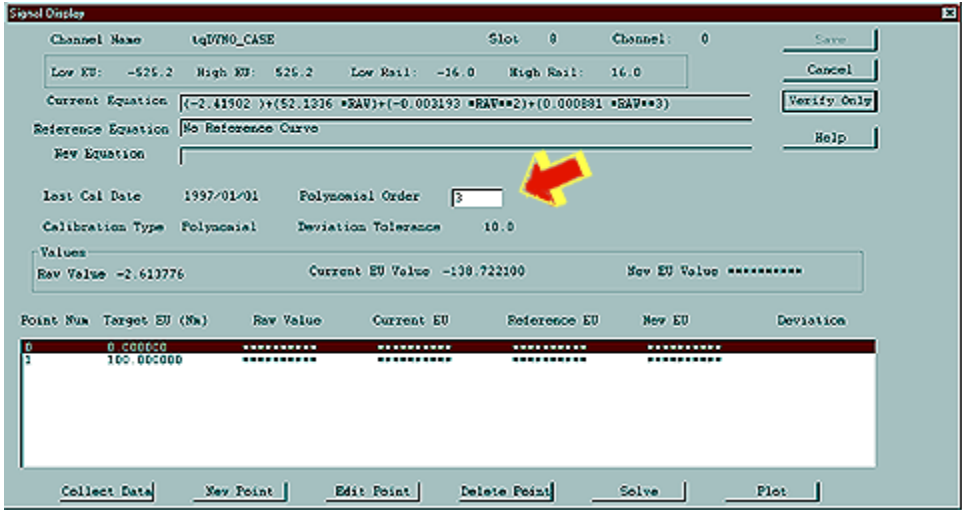 Signal Display
Channel Name tqDYNO_CASE Slot 8 Channel: 0 Save
Low EU: -525.2 High EU: 525.2 Low Rail: -16.0 High Rail: 16.0 Cancel
Current Equation (-2.41902 )+(52.1316 *RAW)+(-0.003193 *RAW**2)+(0.000881 *RAW**3) Verify Only
Reference Equation No Reference Curve Help
New Equation
Last Cal Date 1997/01/01 Polynomial Order 3
Calibration Type Polynomial Deviation Tolerance 10.0
Values
Raw Value -2.613776 Current EU Value -138.722100 New EU Value **********
Point Num Target EU (Nm) Raw Value Current EU Reference EU New EU Deviation
0 0.000000 ********** ********** ********** **********
1 100.000000 ********** ********** ********** **********
Collect Data New Point Edit Point Delete Point Solve Plot